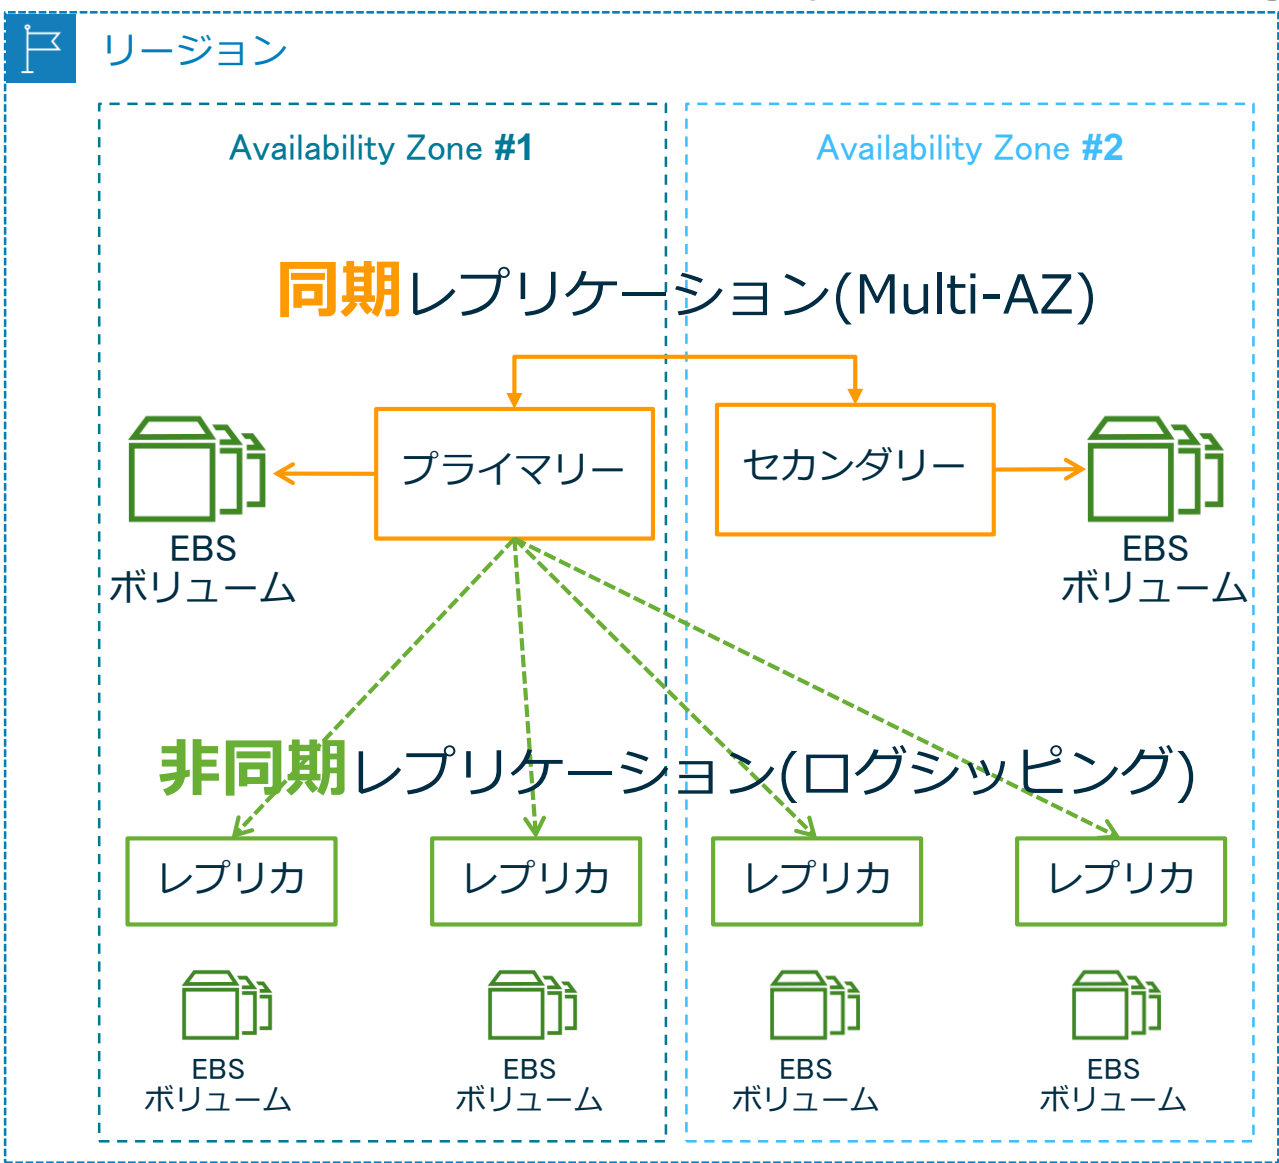 リージョン
Availability Zone #1
Availability Zone #2
同期レプリケーション(Multi-AZ)
プライマリー
セカンダリー
EBS
ボリューム
EBS
ボリューム
非同期レプリケーション(ログシッピング)
レプリカ
レプリカ
レプリカ
レプリカ
EBS
ボリューム
EBS
ボリューム
EBS
ボリューム
EBS
ボリューム